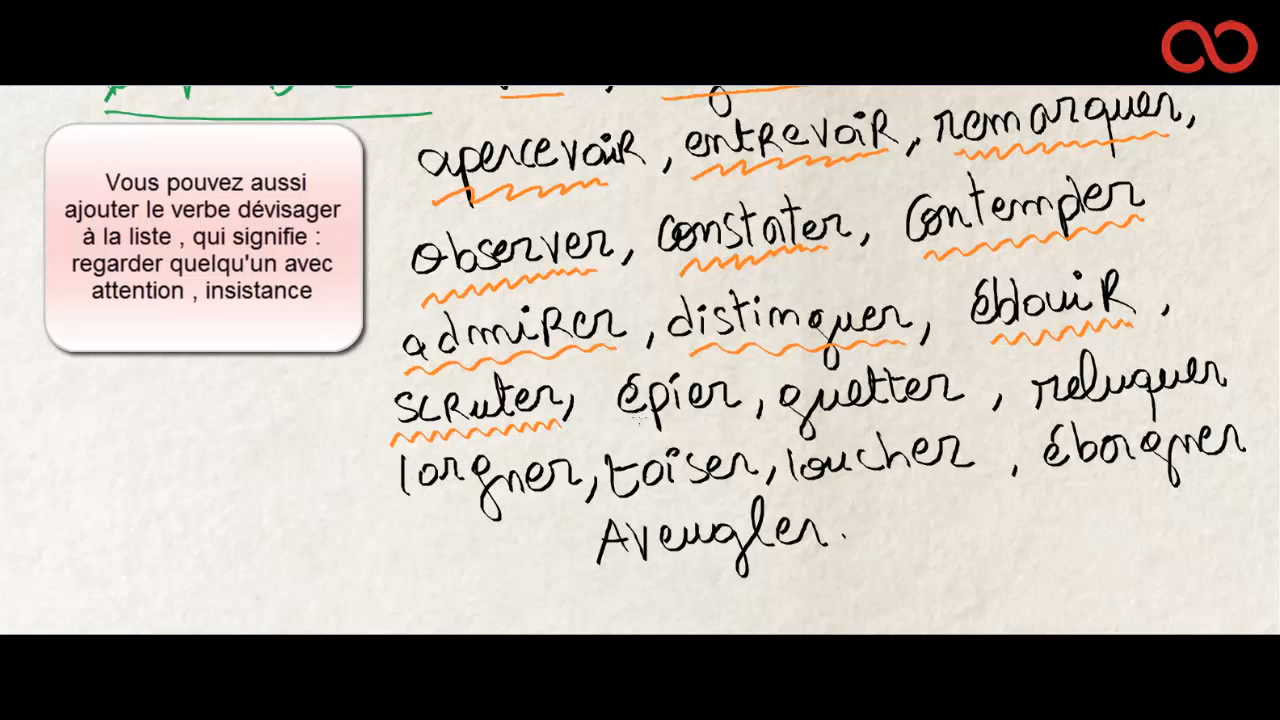 apercevoir, entrevoir, remarquer,
Vous pouvez aussi
ajouter le verbe dévisager
à la liste , qui signifie :
regarder quelqu'un avec
attention , insistance
observer, constater, contempler
admirer, distinguer, éblouir,
scruter, épier, guetter, reluquer
lorgner, toiser, loucher, éborgner
Aveugler.